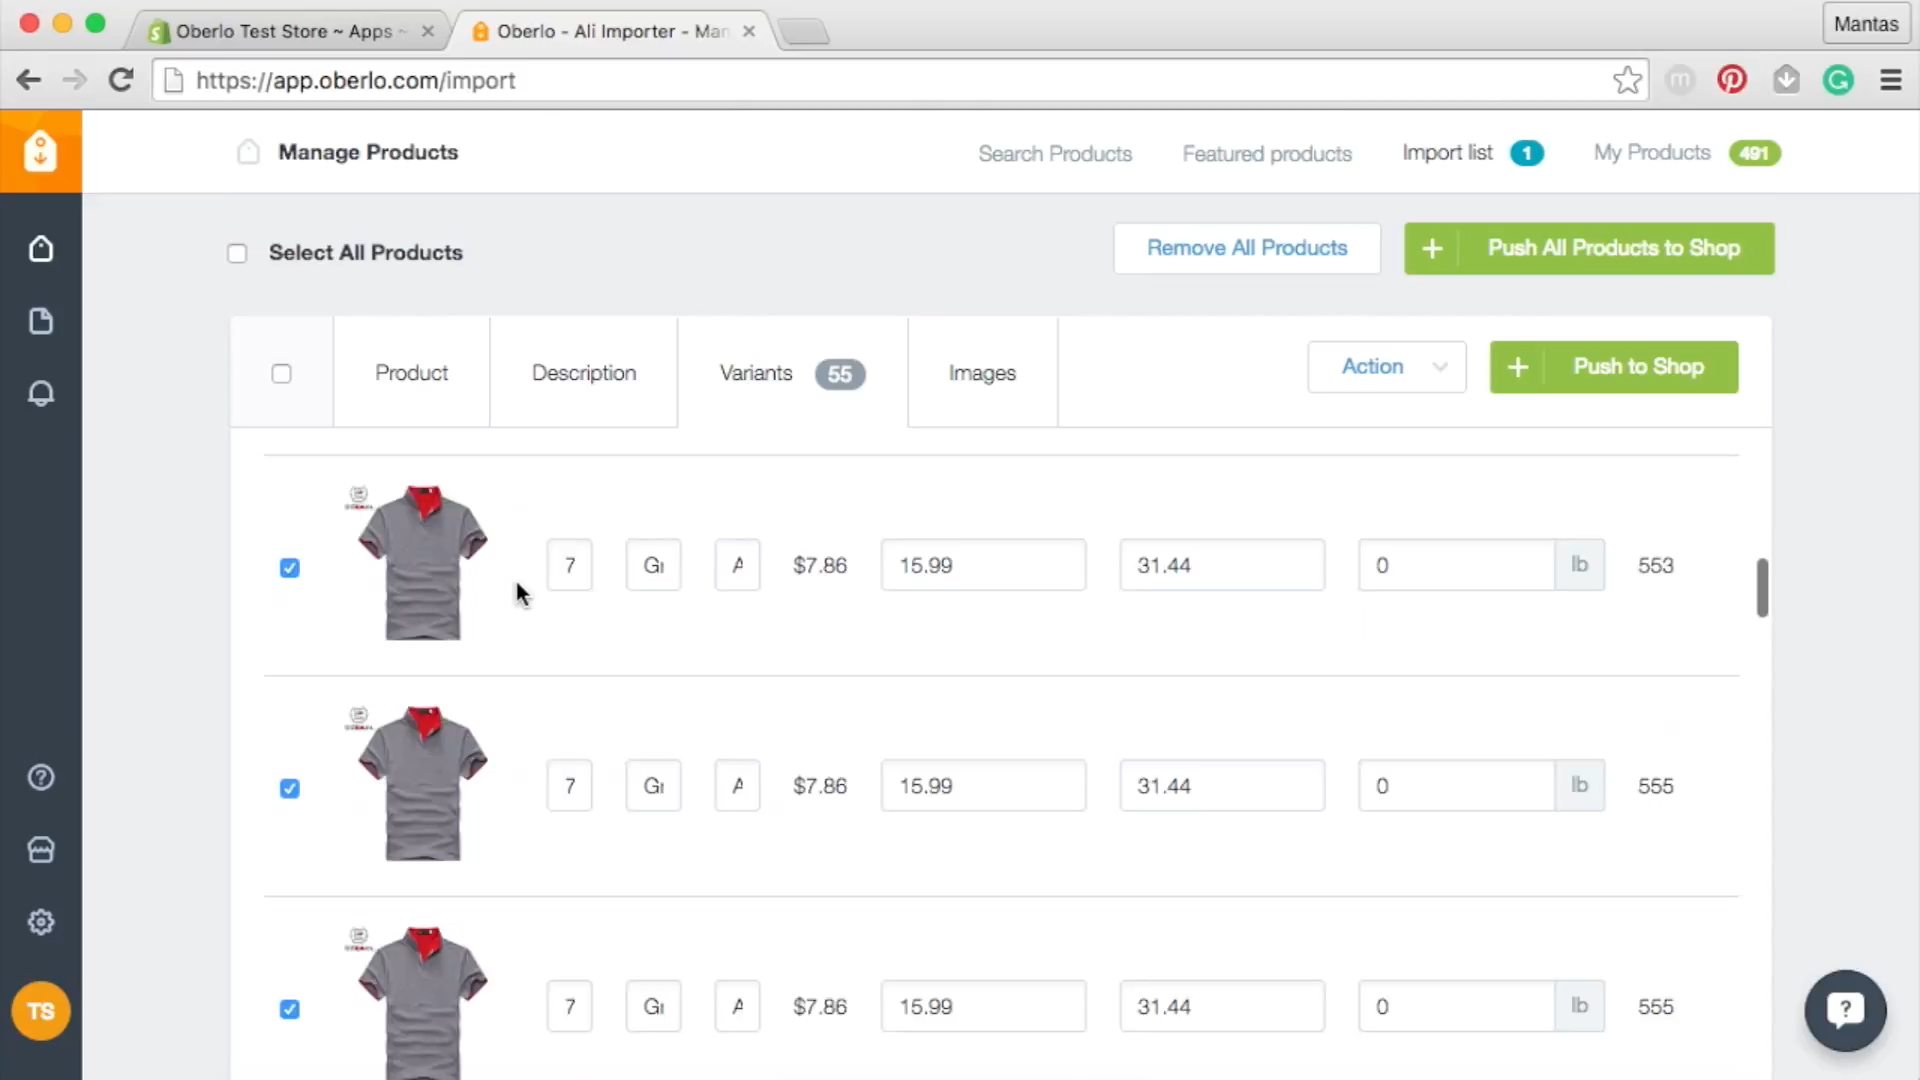 Oberlo Test Store ~ Apps ~
Oberlo - Ali Importer - Man
Mantas
https://app.oberlo.com/import
Manage Products
Search Products
Featured products
Import list 1
My Products 491
Select All Products
Remove All Products
+ Push All Products to Shop
Product
Description
Variants 55
Images
Action
+ Push to Shop
7 Gr A $7.86 15.99 31.44 0 lb 553
7 Gr A $7.86 15.99 31.44 0 lb 555
7 Gr A $7.86 15.99 31.44 0 lb 555
TS